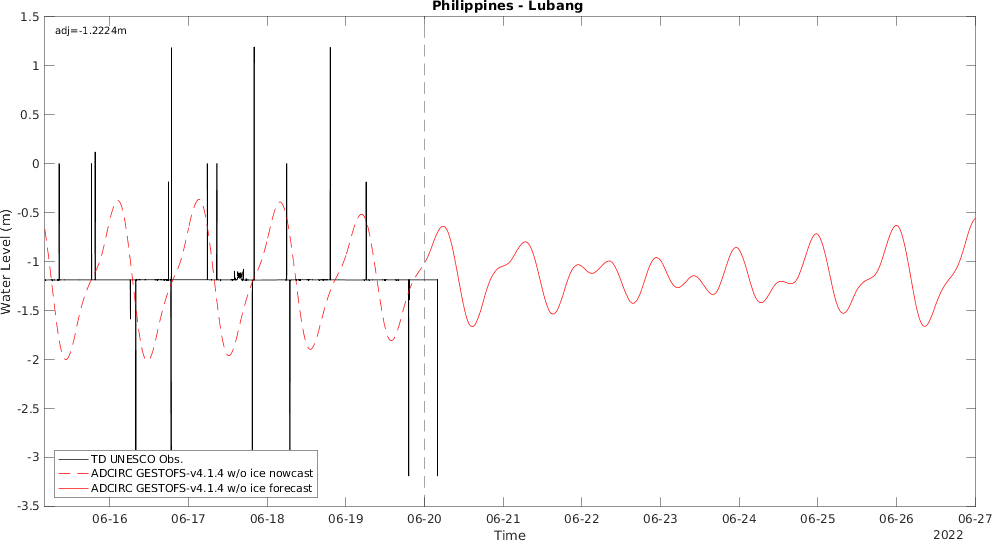 Philippines - Lubang
adj=-1.2224m
Water Level (m)
1.5
1
0.5
0
-0.5
-1
-1.5
-2
-2.5
-3
-3.5
TD UNESCO Obs.
ADCIRC GESTOFS-v4.1.4 w/o ice nowcast
ADCIRC GESTOFS-v4.1.4 w/o ice forecast
06-16 06-17 06-18 06-19 06-20 06-21 06-22 06-23 06-24 06-25 06-26 06-27
Time
2022